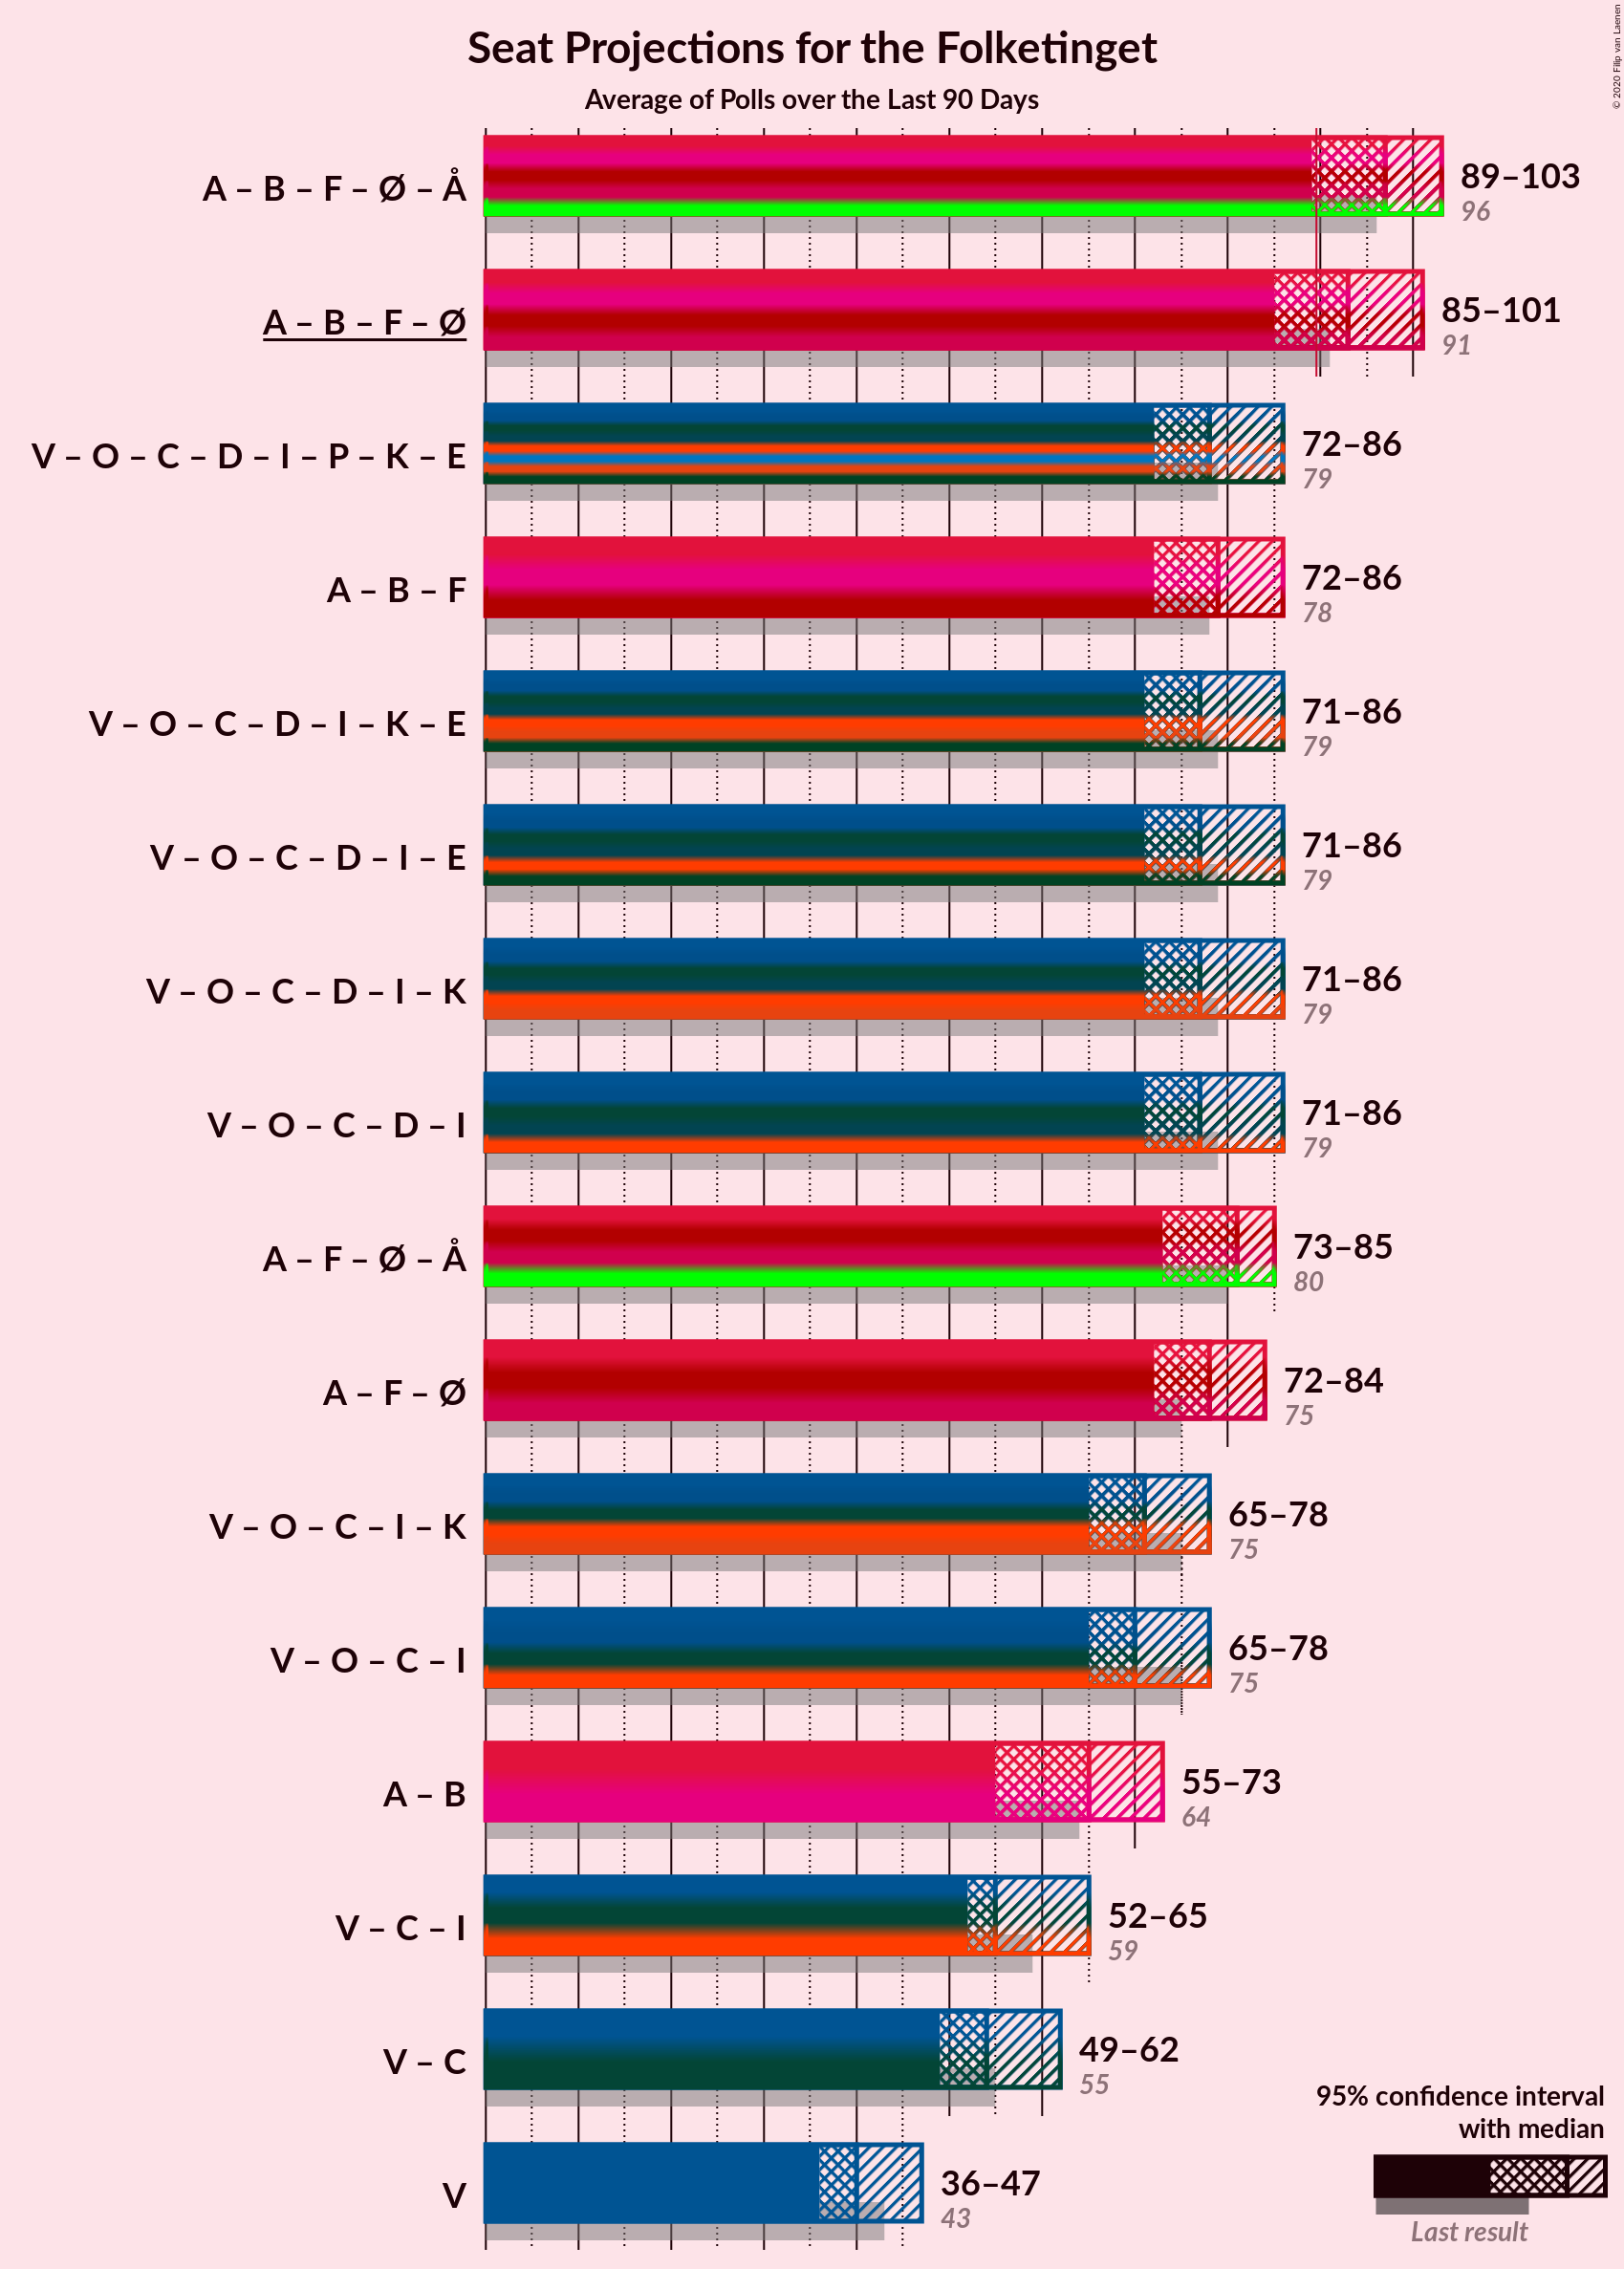 Seat Projections for the Folketinget
Average of Polls over the Last 90 Days
© 2020 Filip van Laenen
A – B – F – Ø – Å
89–103
96
A – B – F – Ø
85–101
91
V – O – C – D – I – P – K – E
72–86
79
A – B – F
72–86
78
V – O – C – D – I – K – E
71–86
79
V – O – C – D – I – E
71–86
79
V – O – C – D – I – K
71–86
79
V – O – C – D – I
71–86
79
A – F – Ø – Å
73–85
80
A – F – Ø
72–84
75
V – O – C – I – K
65–78
75
V – O – C – I
65–78
75
A – B
55–73
64
V – C – I
52–65
59
V – C
49–62
55
V
36–47
43
95% confidence interval
with median
Last result